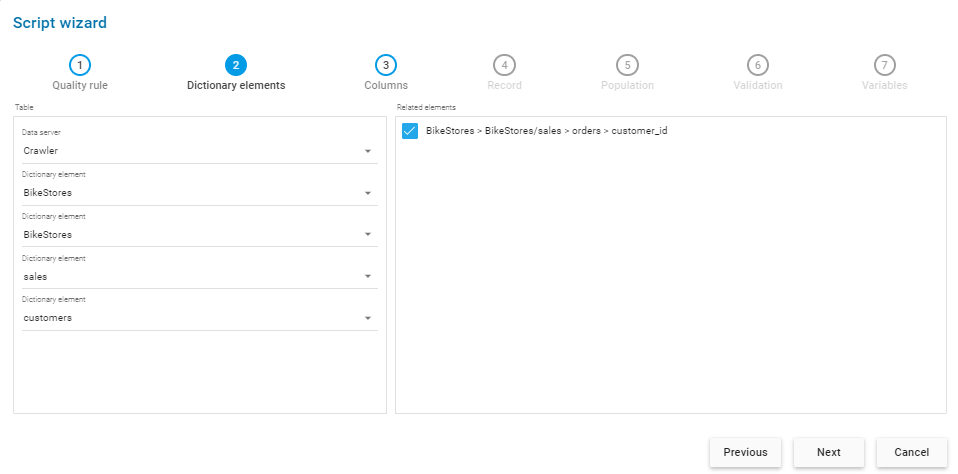 Script wizard
1 2 3 4 5 6 7
Quality rule Dictionary elements Columns Record Population Validation Variables
Table
Data server
Crawler
Dictionary element
BikeStores
Dictionary element
BikeStores
Dictionary element
sales
Dictionary element
customers
Related elements
BikeStores > BikeStores/sales > orders > customer_id
Previous Next Cancel